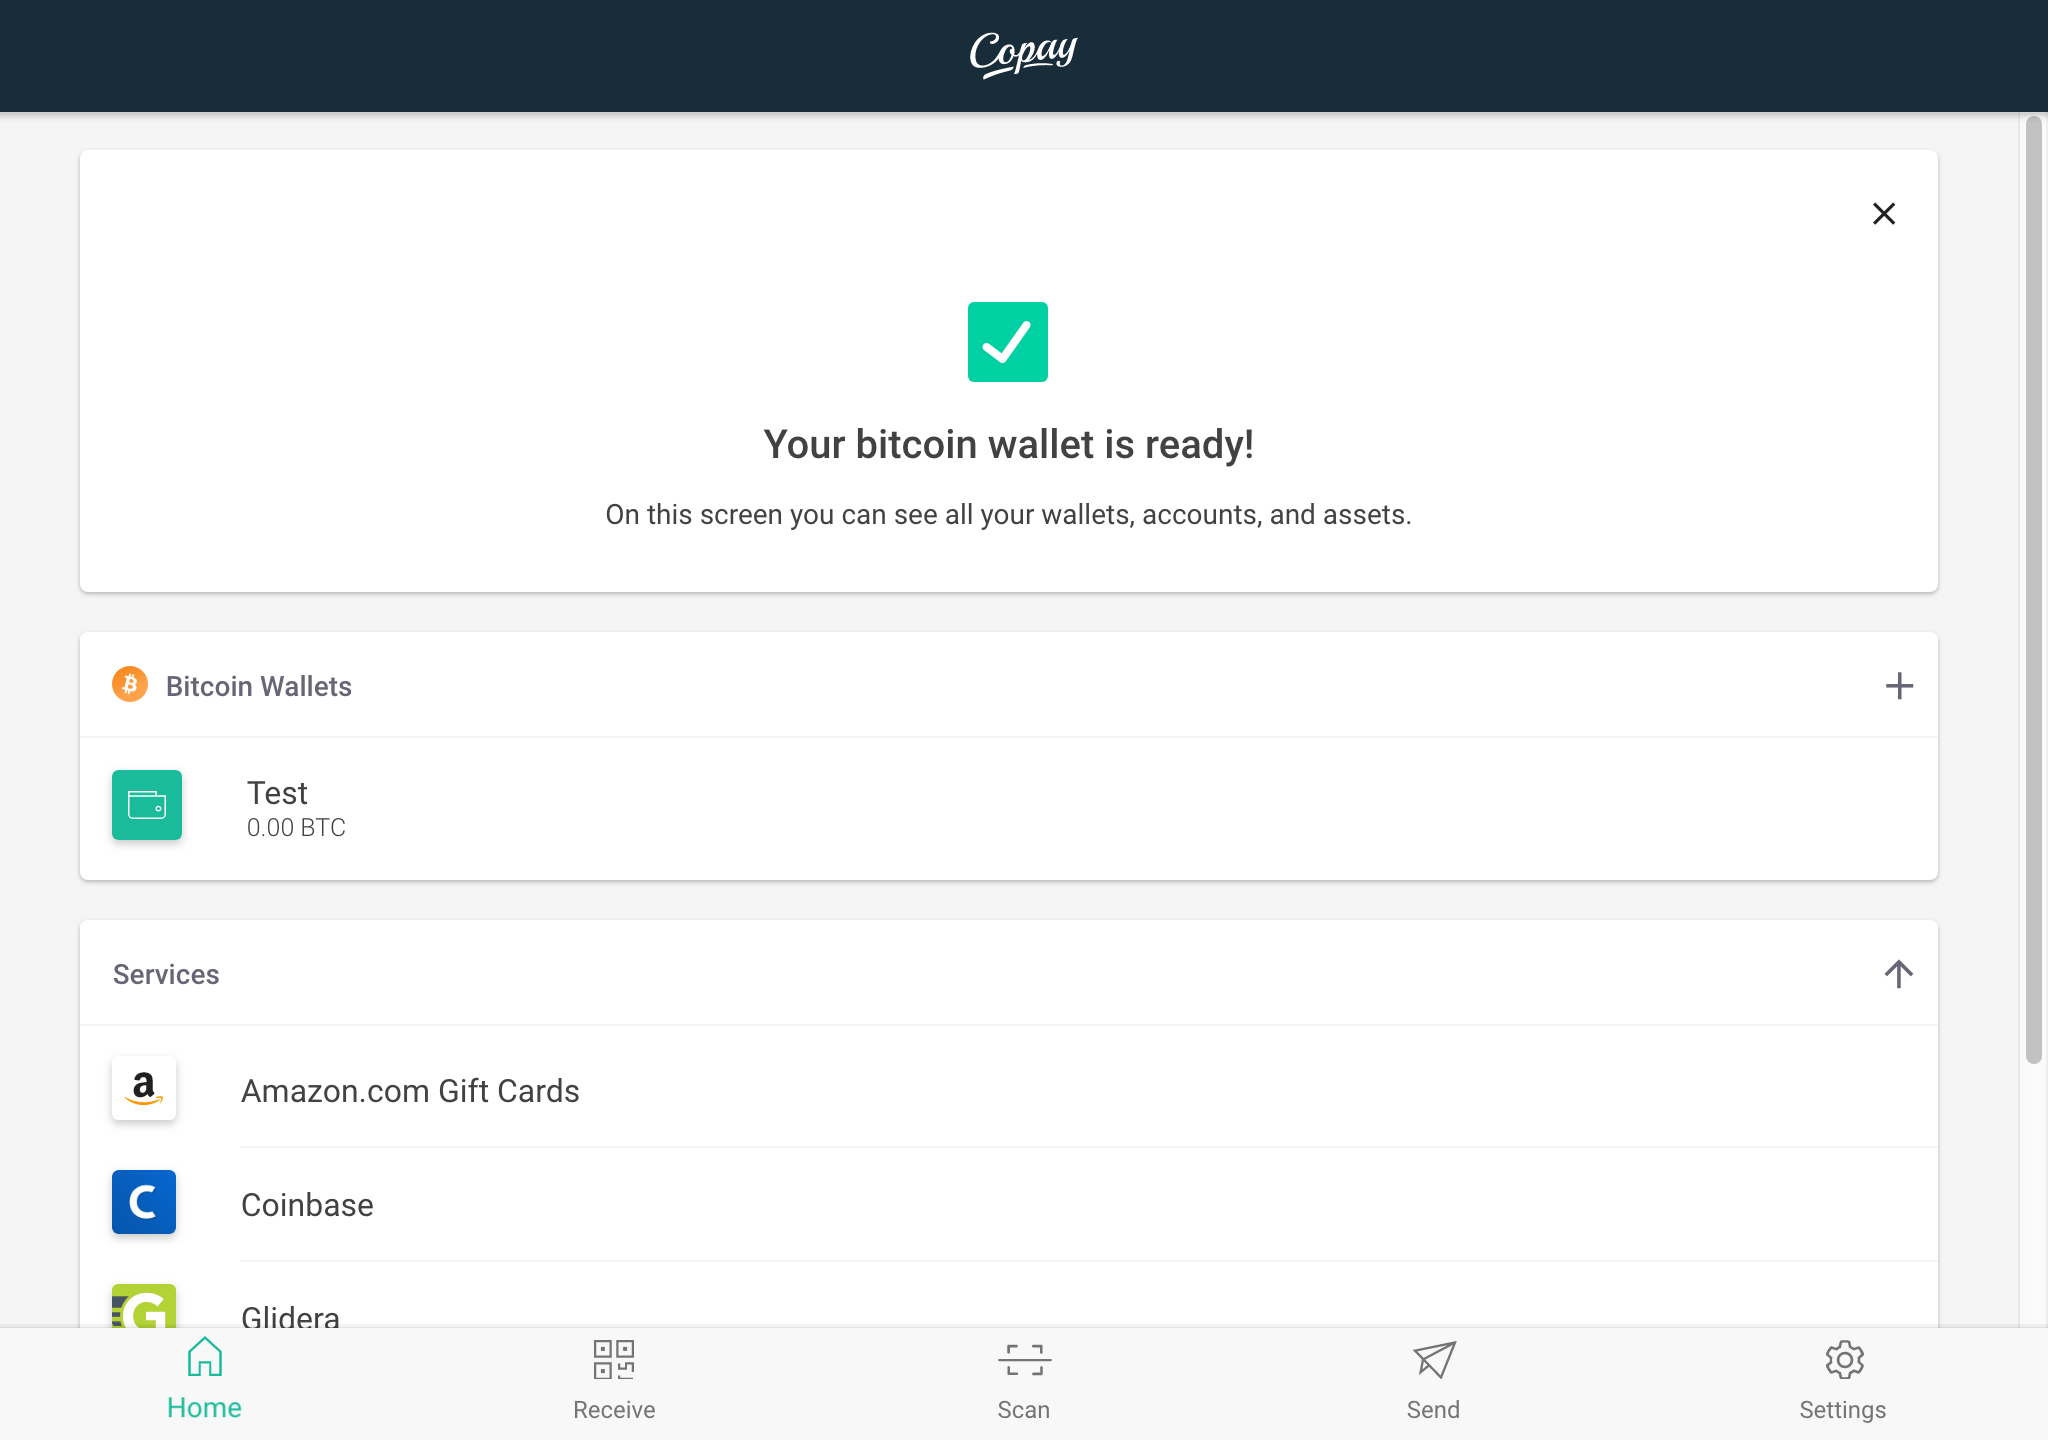 Copay
Your bitcoin wallet is ready!
On this screen you can see all your wallets, accounts, and assets.
Bitcoin Wallets
Test
0.00 BTC
Services
Amazon.com Gift Cards
Coinbase
Glidera
Home
Receive
Scan
Send
Settings